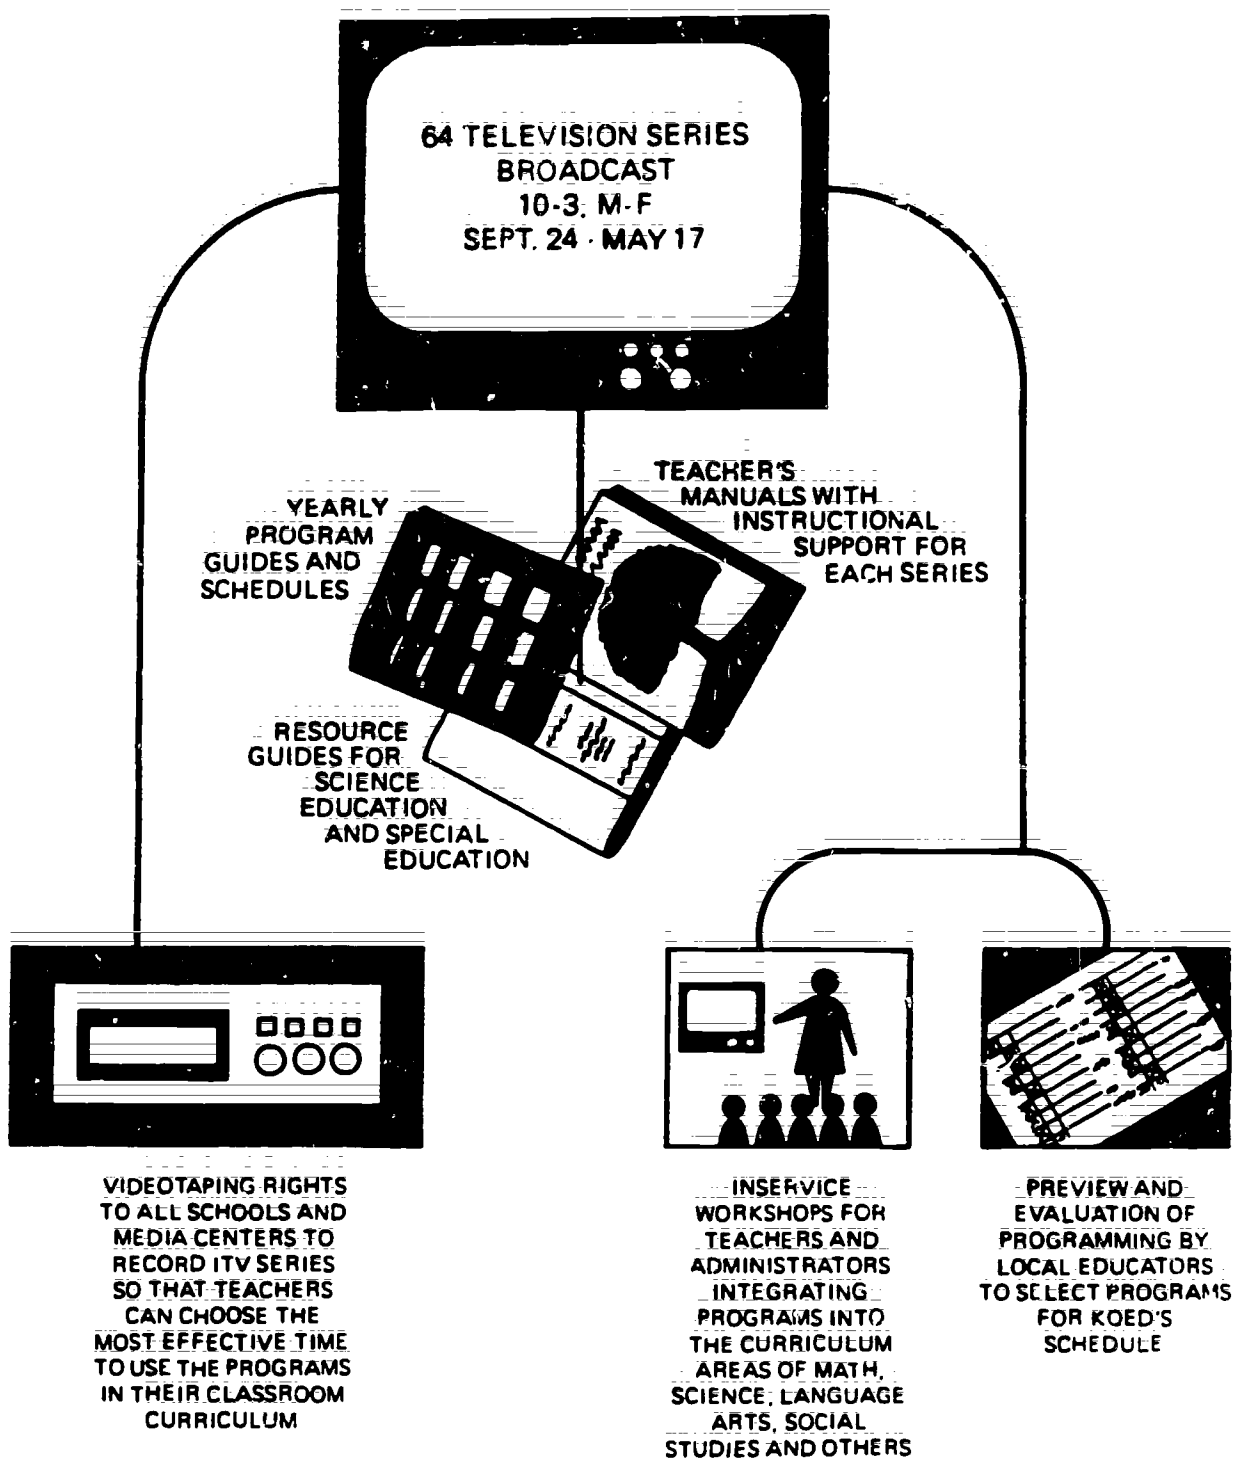 64 TELEVISION SERIES
BROADCAST
10-3, M-F
SEPT. 24 - MAY 17
YEARLY
PROGRAM
GUIDES AND
SCHEDULES
TEACHER'S
MANUALS WITH
INSTRUCTIONAL
SUPPORT FOR
EACH SERIES
RESOURCE
GUIDES FOR
SCIENCE
EDUCATION
AND SPECIAL
EDUCATION
VIDEOTAPING RIGHTS
TO ALL SCHOOLS AND
MEDIA CENTERS TO
RECORD ITV SERIES
SO THAT TEACHERS
CAN CHOOSE THE
MOST EFFECTIVE TIME
TO USE THE PROGRAMS
IN THEIR CLASSROOM
CURRICULUM
INSERVICE
WORKSHOPS FOR
TEACHERS AND
ADMINISTRATORS
INTEGRATING
PROGRAMS INTO
THE CURRICULUM
AREAS OF MATH,
SCIENCE, LANGUAGE
ARTS, SOCIAL
STUDIES AND OTHERS
PREVIEW AND
EVALUATION OF
PROGRAMMING BY
LOCAL EDUCATORS
TO SELECT PROGRAMS
FOR KOED'S
SCHEDULE